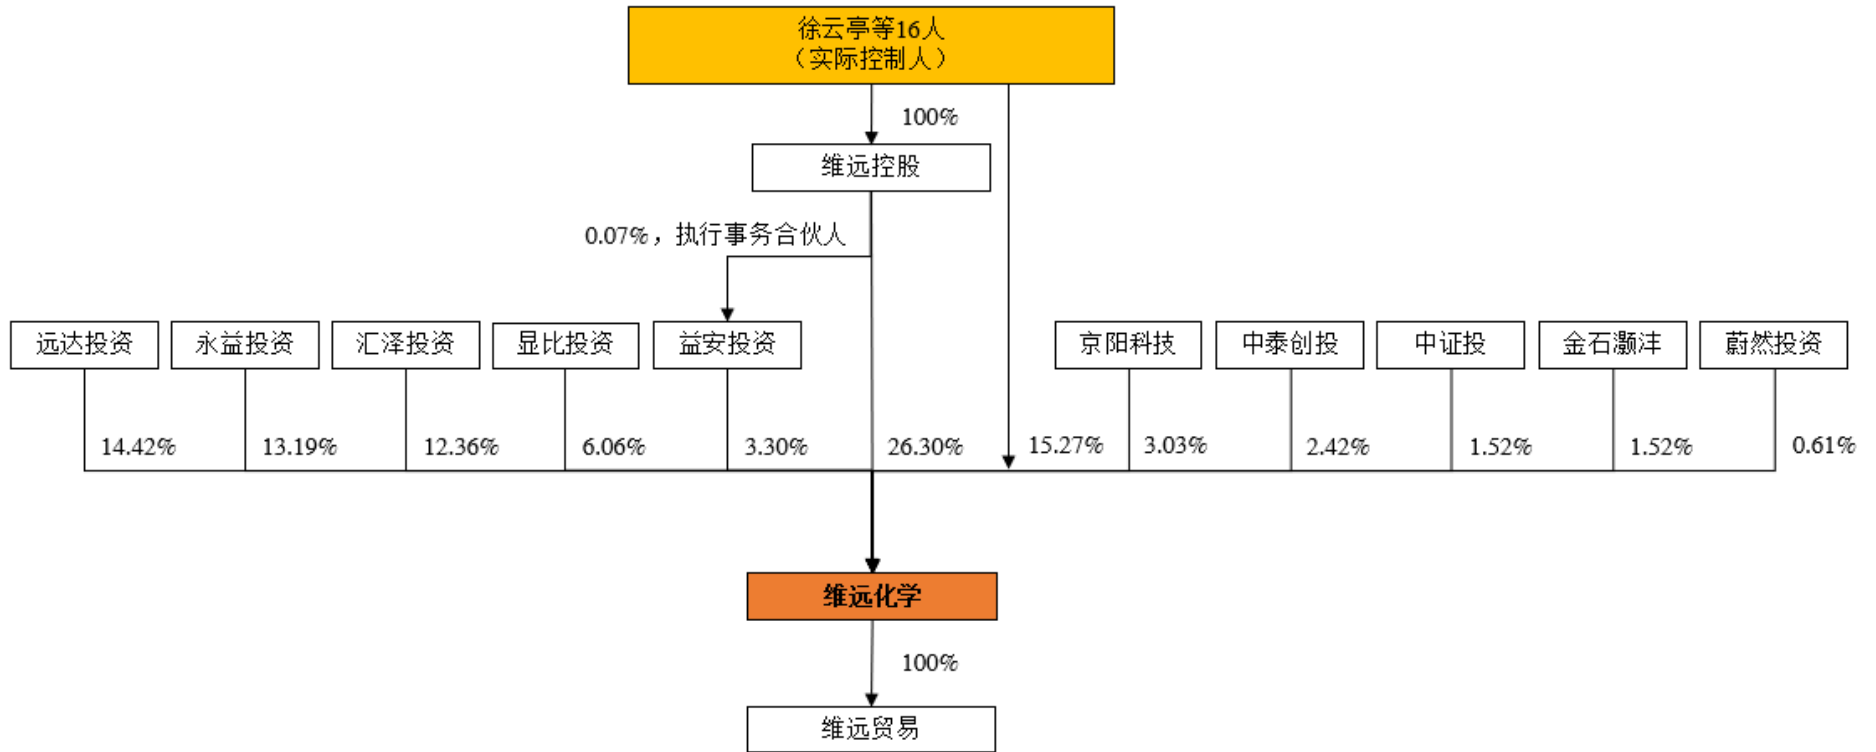 徐云亭等16人
（实际控制人）
100%
维远控股
0.07%，执行事务合伙人
远达投资
永益投资
汇泽投资
显比投资
益安投资
京阳科技
中泰创投
中证投
金石灏沣
蔚然投资
14.42%
13.19%
12.36%
6.06%
3.30%
26.30%
15.27%
3.03%
2.42%
1.52%
1.52%
0.61%
维远化学
100%
维远贸易